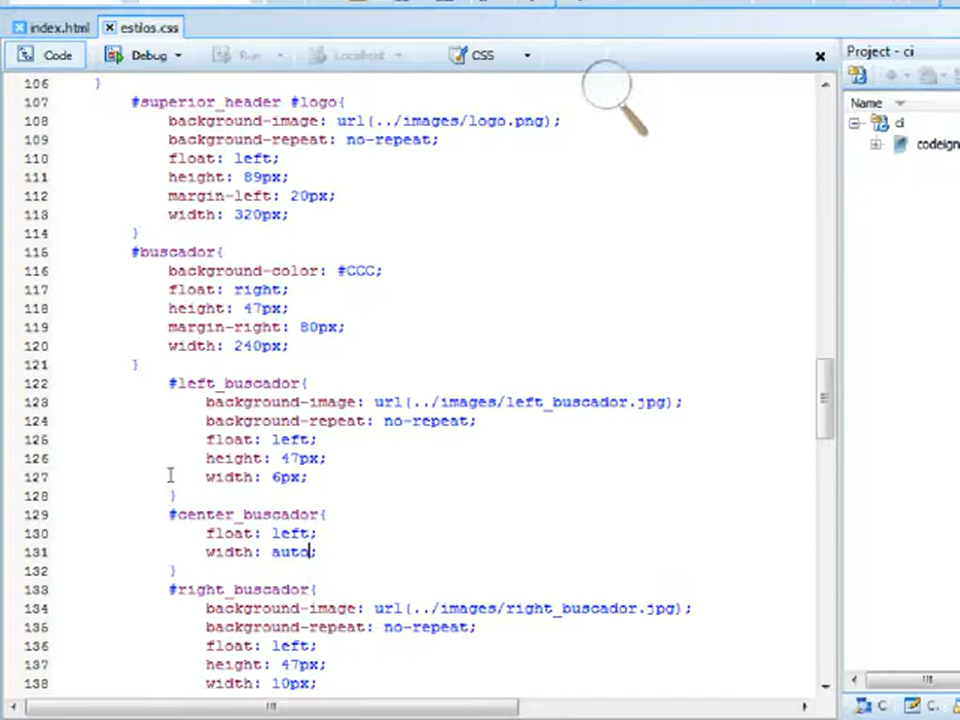 index.html
estilos.css
Code
Debug
Run
Localhost
CSS
Project - ci
Name
ci
codeign
106 }
107 #superior_header #logo{
108 background-image: url(../images/logo.png);
109 background-repeat: no-repeat;
110 float: left;
111 height: 89px;
112 margin-left: 20px;
113 width: 320px;
114 }
115 #buscador{
116 background-color: #CCC;
117 float: right;
118 height: 47px;
119 margin-right: 80px;
120 width: 240px;
121 }
122 #left_buscador{
123 background-image: url(../images/left_buscador.jpg);
124 background-repeat: no-repeat;
125 float: left;
126 height: 47px;
127 width: 6px;
128 }
129 #center_buscador{
130 float: left;
131 width: auto;
132 }
133 #right_buscador{
134 background-image: url(../images/right_buscador.jpg);
135 background-repeat: no-repeat;
136 float: left;
137 height: 47px;
138 width: 10px;
C
C.